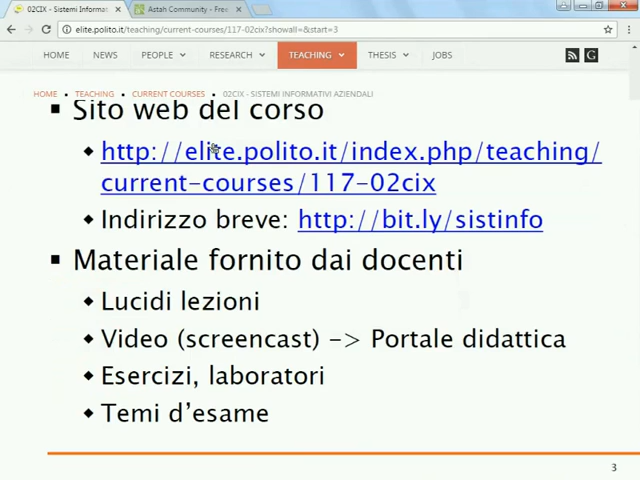 02CIX - Sistemi Informat
Astah Community - Free
elite.polito.it/teaching/current-courses/117-02cix?showall=&start=3
HOME NEWS PEOPLE RESEARCH TEACHING THESIS JOBS
HOME TEACHING CURRENT COURSES 02CIX - SISTEMI INFORMATIVI AZIENDALI
Sito web del corso
http://elite.polito.it/index.php/teaching/
current-courses/117-02cix
Indirizzo breve: http://bit.ly/sistinfo
Materiale fornito dai docenti
Lucidi lezioni
Video (screencast) -> Portale didattica
Esercizi, laboratori
Temi d'esame
3